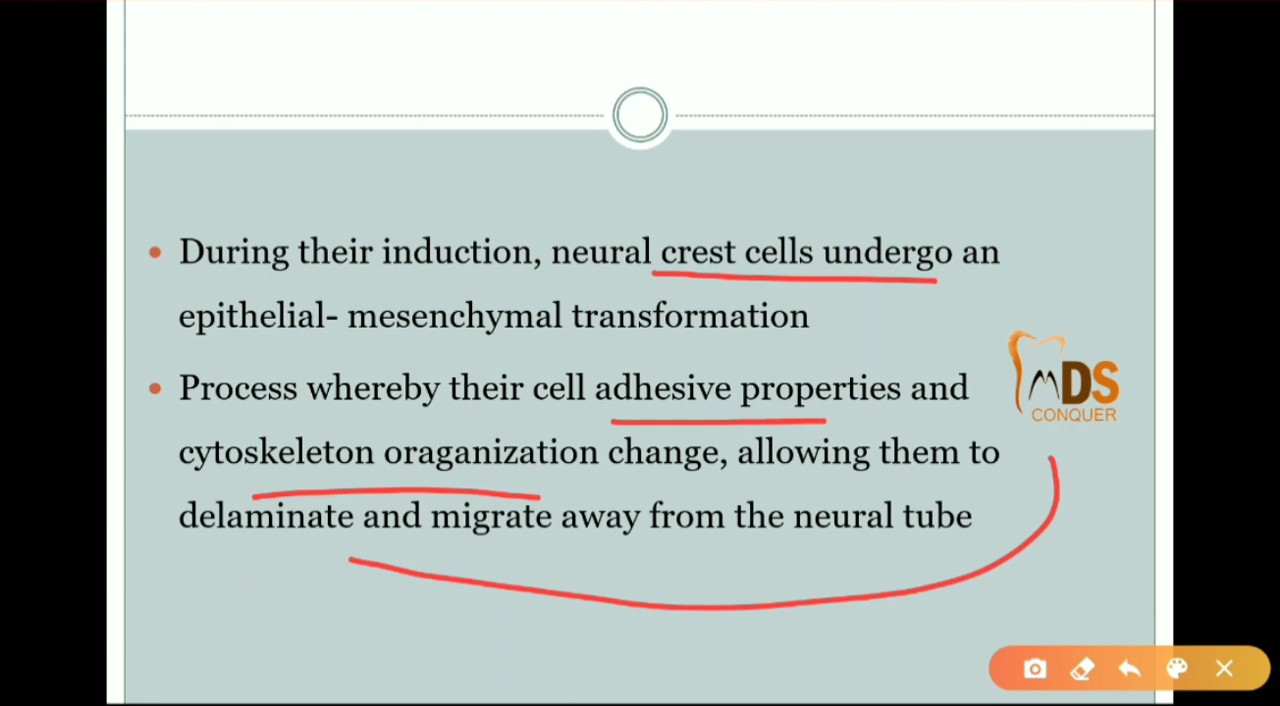 During their induction, neural crest cells undergo an
epithelial- mesenchymal transformation
Process whereby their cell adhesive properties and
cytoskeleton oraganization change, allowing them to
delaminate and migrate away from the neural tube
MDS
CONQUER